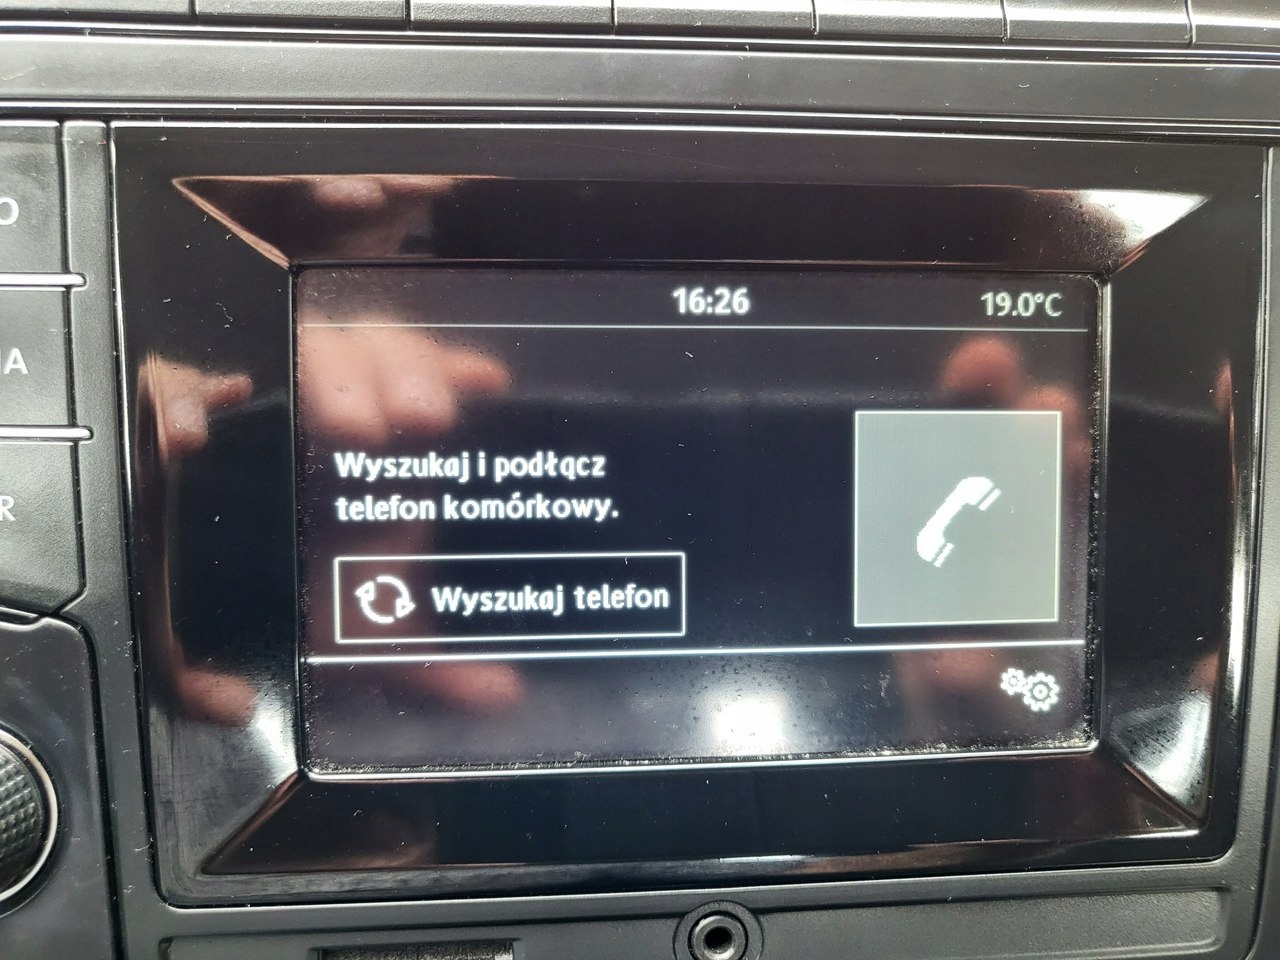 16:26
19.0°C
Wyszukaj i podłącz
telefon komórkowy.
Wyszukaj telefon